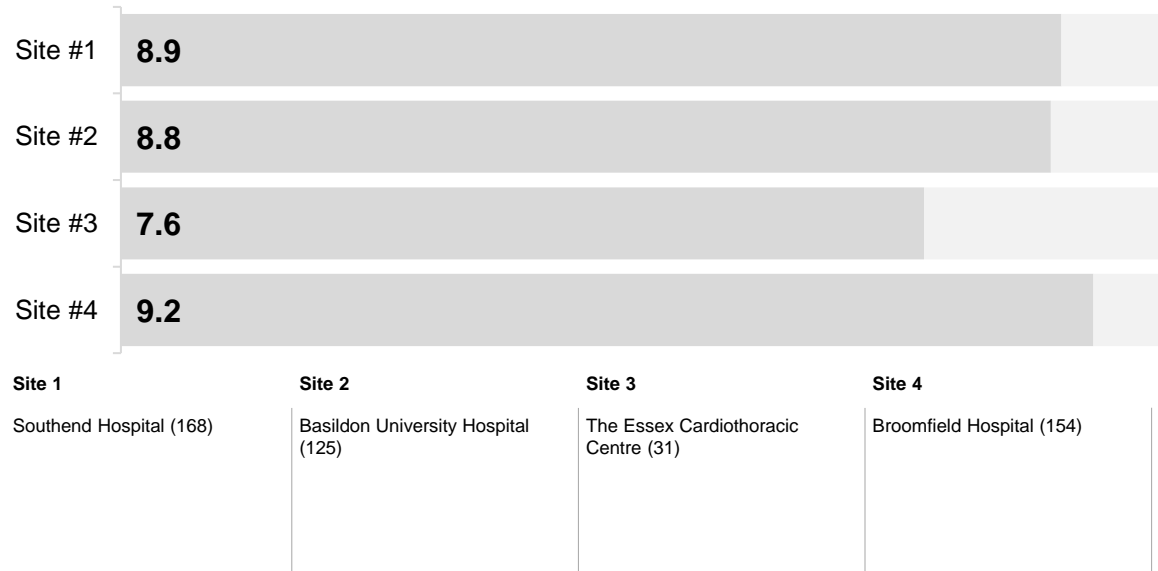 Site #1 8.9
Site #2 8.8
Site #3 7.6
Site #4 9.2
Site 1
Southend Hospital (168)
Site 2
Basildon University Hospital
(125)
Site 3
The Essex Cardiothoracic
Centre (31)
Site 4
Broomfield Hospital (154)